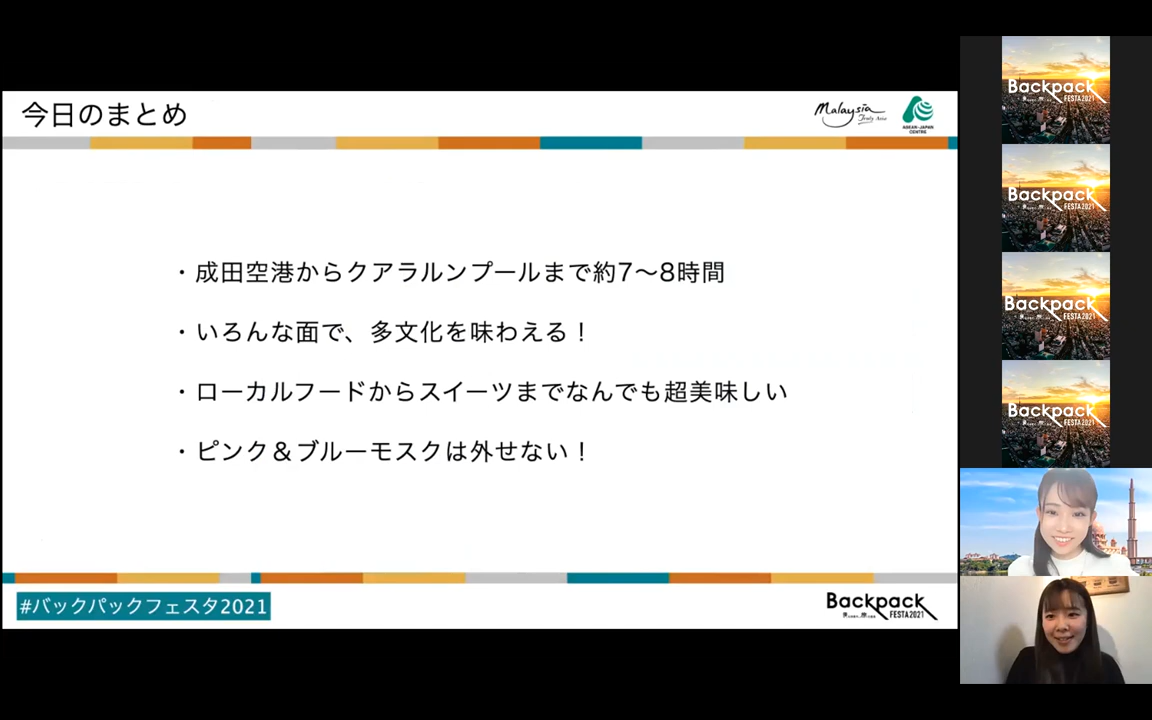 今日のまとめ
Malaysia
Truly Asia
ASEAN-JAPAN
CENTRE
・成田空港からクアラルンプールまで約7〜8時間
・いろんな面で、多文化を味わえる！
・ローカルフードからスイーツまでなんでも超美味しい
・ピンク＆ブルーモスクは外せない！
#バックパックフェスタ2021
Backpack
FESTA2021
Backpack
FESTA2021
Backpack
FESTA2021
Backpack
FESTA2021
Backpack
FESTA2021